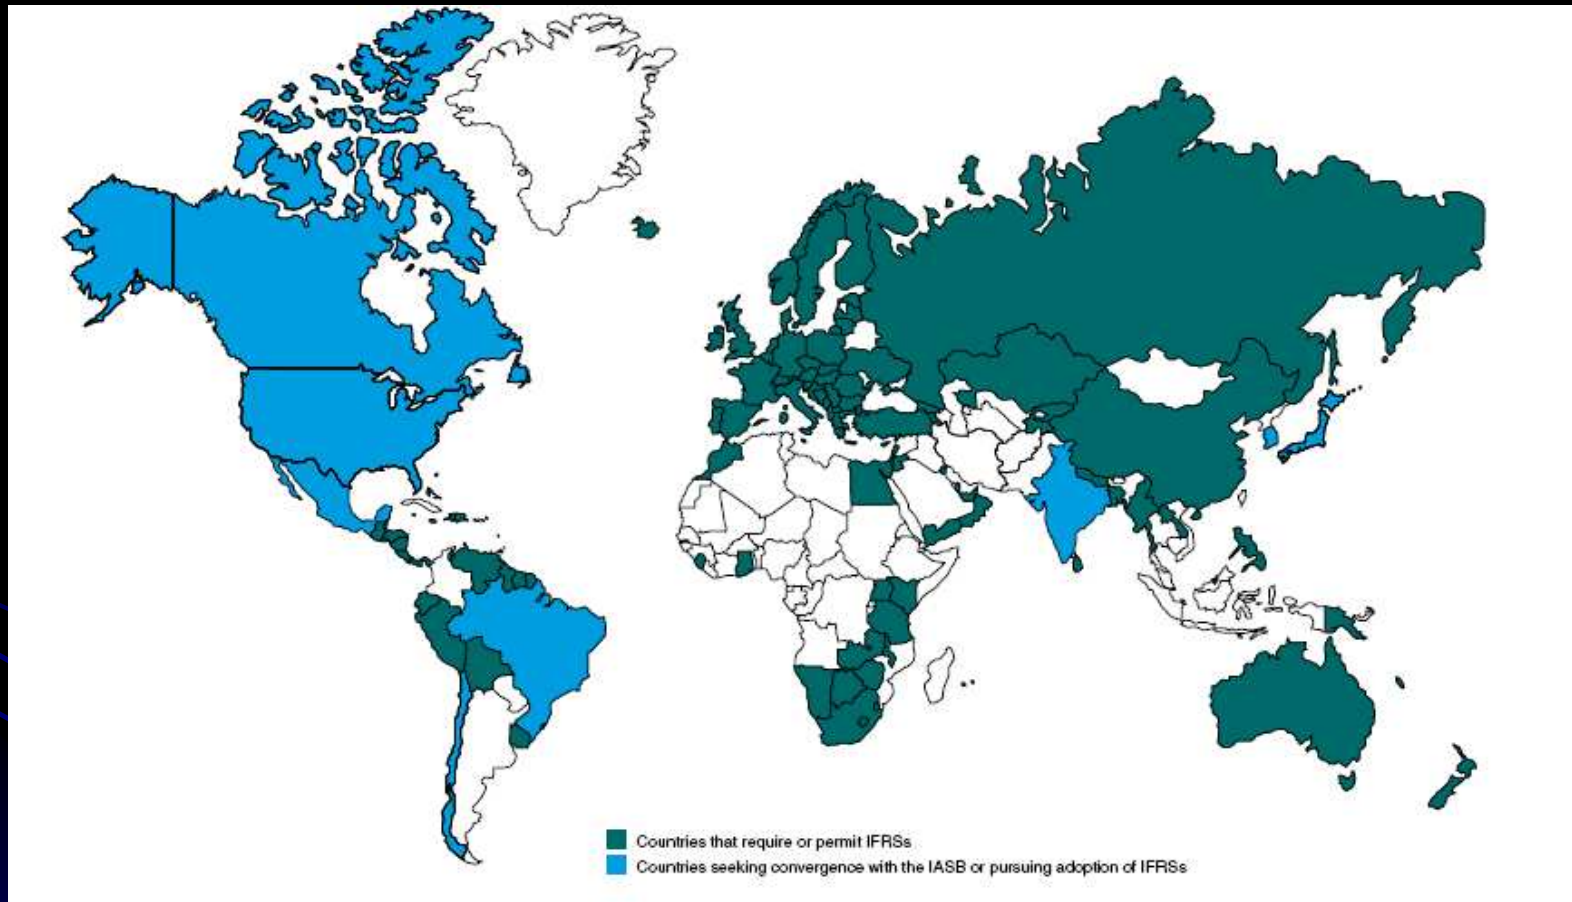 Countries that require or permit IFRSs
Countries seeking convergence with the IASB or pursuing adoption of IFRSs